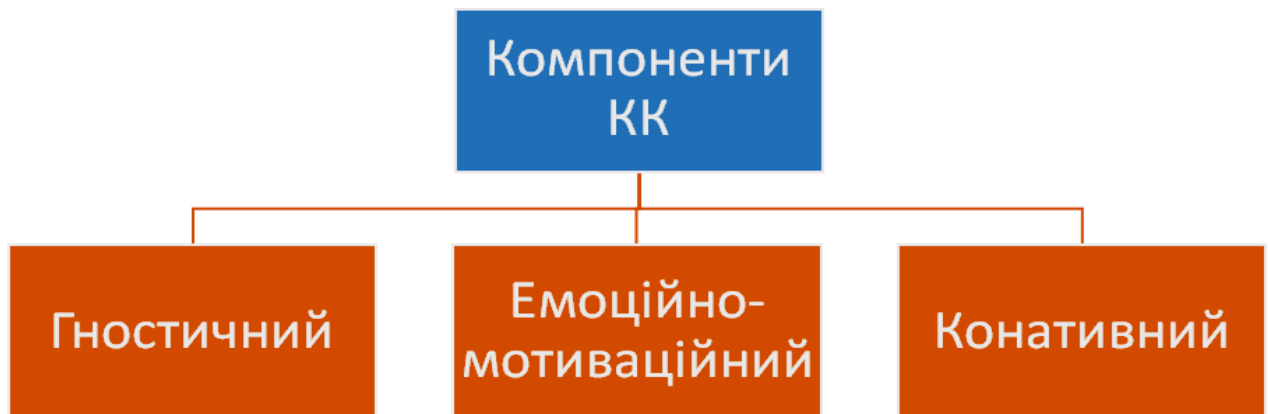 Компоненти
КК
Гностичний
Емоційно-
мотиваційний
Конативний